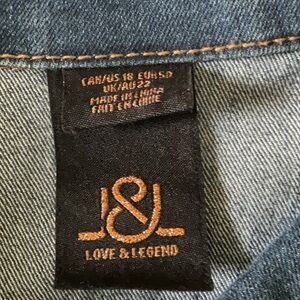 CAN/US 18 EUR50
UK/AU 22
MADE IN CHINA
FAIT EN CHINE
L&L
LOVE & LEGEND